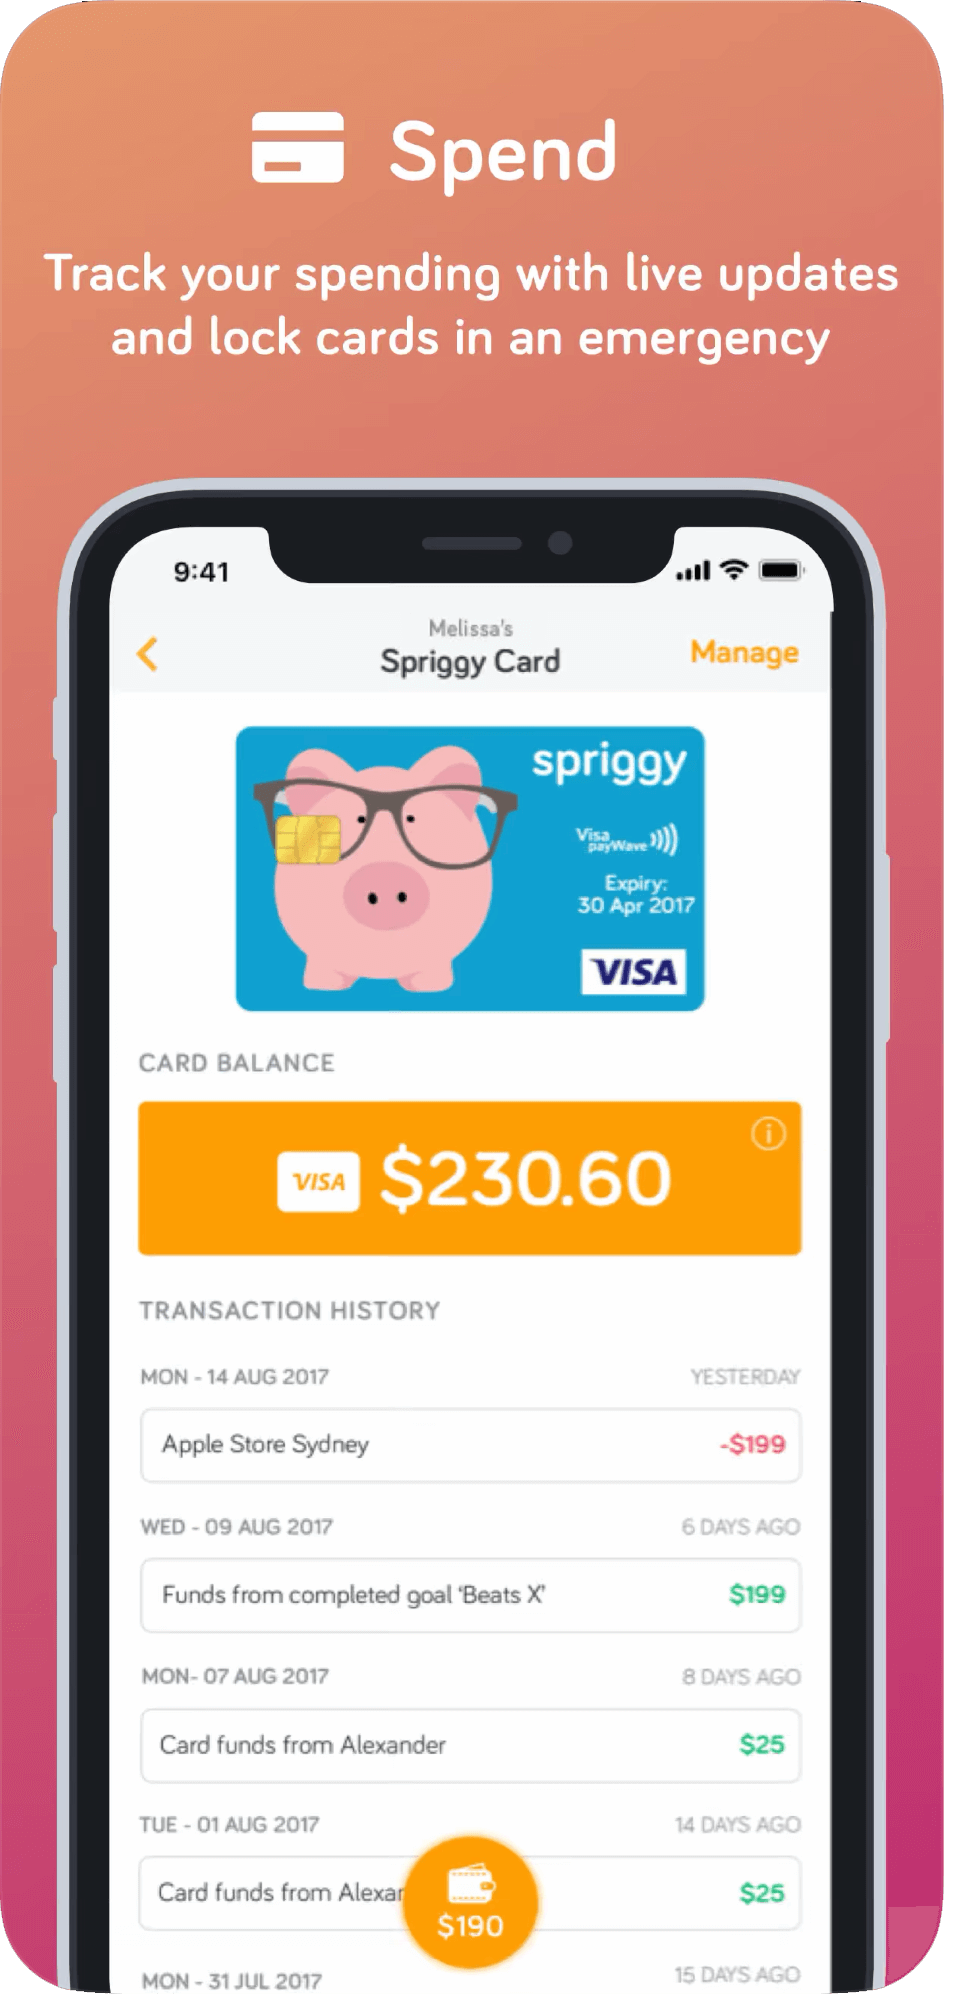 Spend
Track your spending with live updates
and lock cards in an emergency
9:41
Melissa's
Spriggy Card
Manage
spriggy
Visa
payWave
Expiry:
30 Apr 2017
VISA
CARD BALANCE
VISA $230.60
TRANSACTION HISTORY
MON - 14 AUG 2017 YESTERDAY
Apple Store Sydney -$199
WED - 09 AUG 2017 6 DAYS AGO
Funds from completed goal ‘Beats X’ $199
MON- 07 AUG 2017 8 DAYS AGO
Card funds from Alexander $25
TUE - 01 AUG 2017 14 DAYS AGO
Card funds from Alexar $25
$190
MON - 31 JUL 2017 15 DAYS AGO